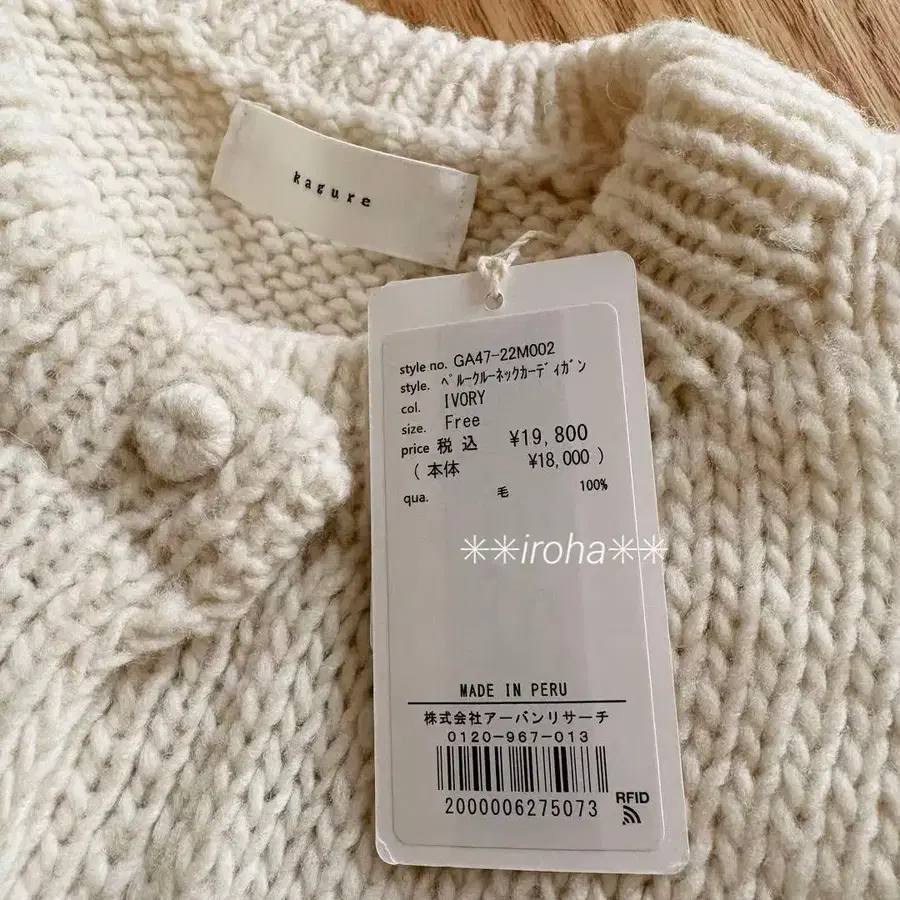 kagure
style no. GA47-22M002
style. ﾍﾟﾙｰｸﾙｰﾈｯｸｶｰﾃﾞｨｶﾞﾝ
col. IVORY
size. Free
price 税込 ¥19,800
(本体 ¥18,000)
qua. 毛 100%
✳✳iroha✳✳
MADE IN PERU
株式会社アーバンリサーチ
0120-967-013
2000006275073
RFID